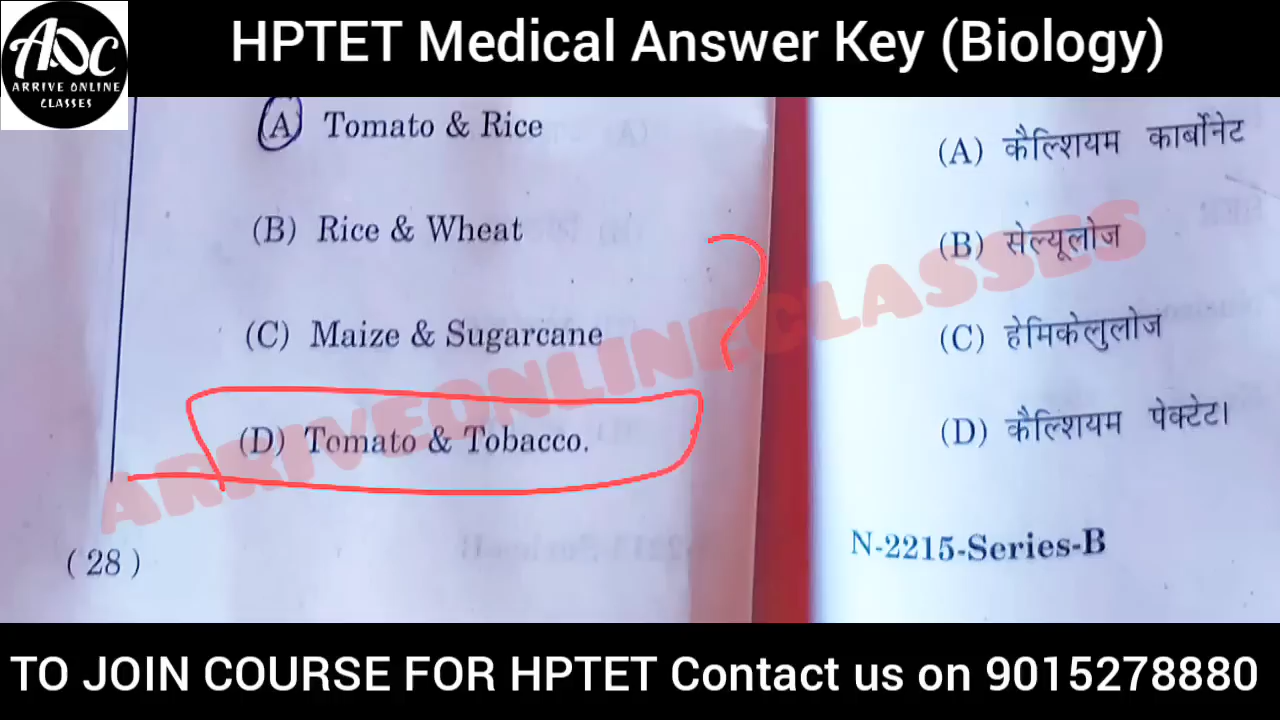 ARRIVE ONLINE
CLASSES
HPTET Medical Answer Key (Biology)
(A) Tomato & Rice
(B) Rice & Wheat
(C) Maize & Sugarcane
(D) Tomato & Tobacco.
( 28 )
(A) कैल्शियम कार्बोनेट
(B) सेल्यूलोज
(C) हेमिकेलुलोज
(D) कैल्शियम पेक्टेट।
N-2215-Series-B
ARRIVEONLINECLASSES
TO JOIN COURSE FOR HPTET Contact us on 9015278880